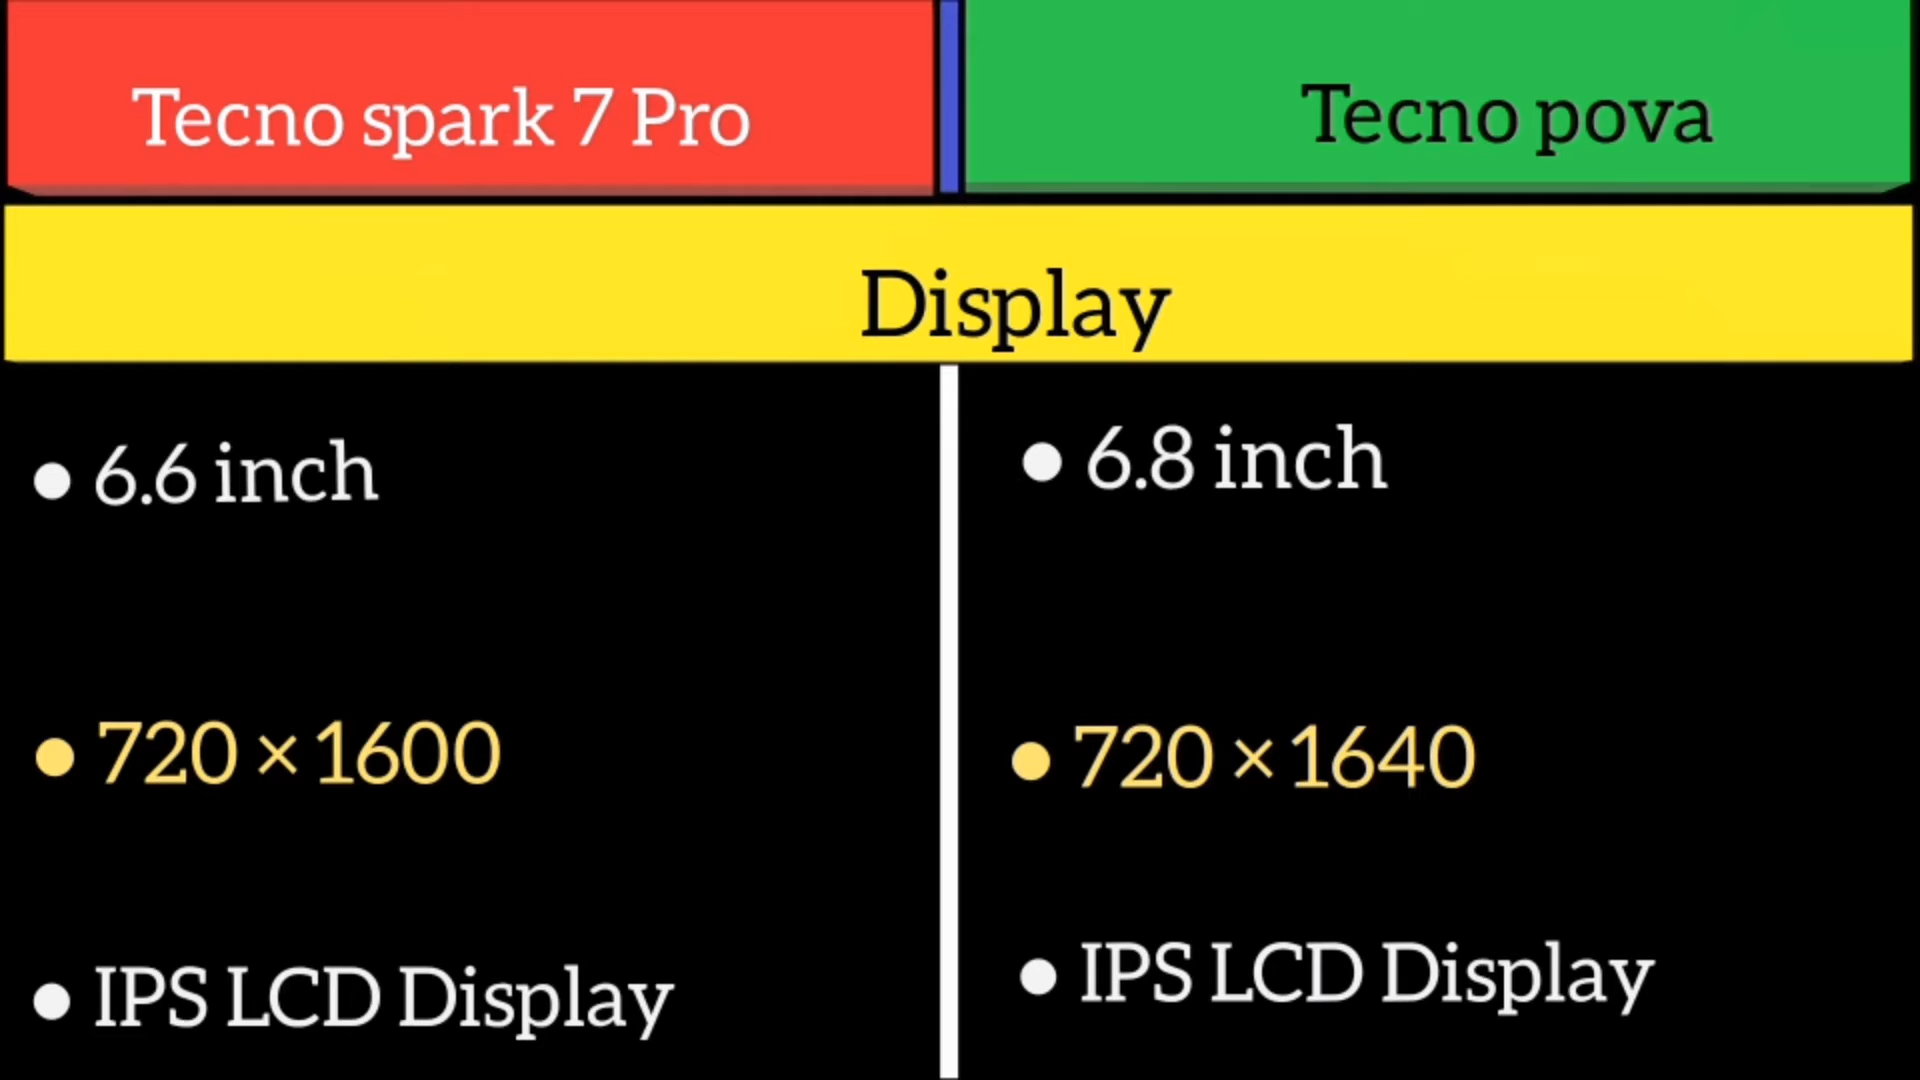 Tecno spark 7 Pro
Tecno pova
Display
6.6 inch
6.8 inch
720 × 1600
720 × 1640
IPS LCD Display
IPS LCD Display